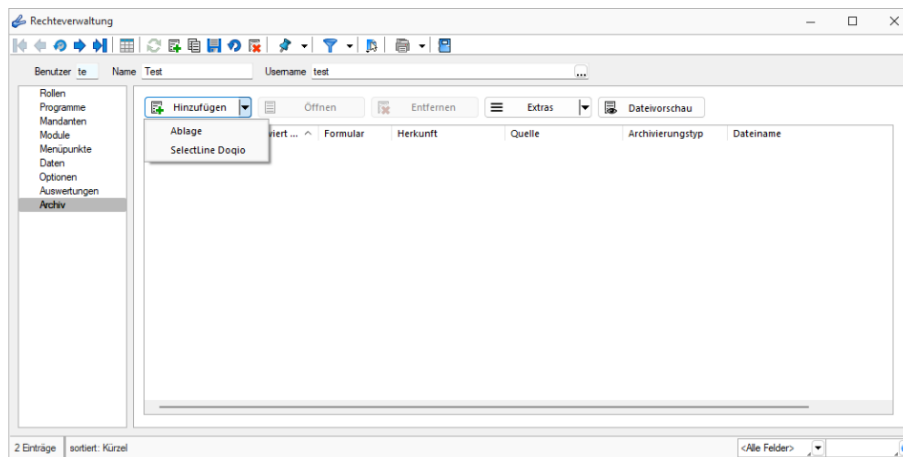 Rechteverwaltung
Benutzer te Name Test Username test ...
Rollen
Programme
Mandanten
Module
Menüpunkte
Daten
Optionen
Auswertungen
Archiv
Hinzufügen Öffnen Entfernen Extras Dateivorschau
Ablage
SelectLine Doqio
viert ... Formular Herkunft Quelle Archivierungstyp Dateiname
2 Einträge sortiert: Kürzel <Alle Felder>